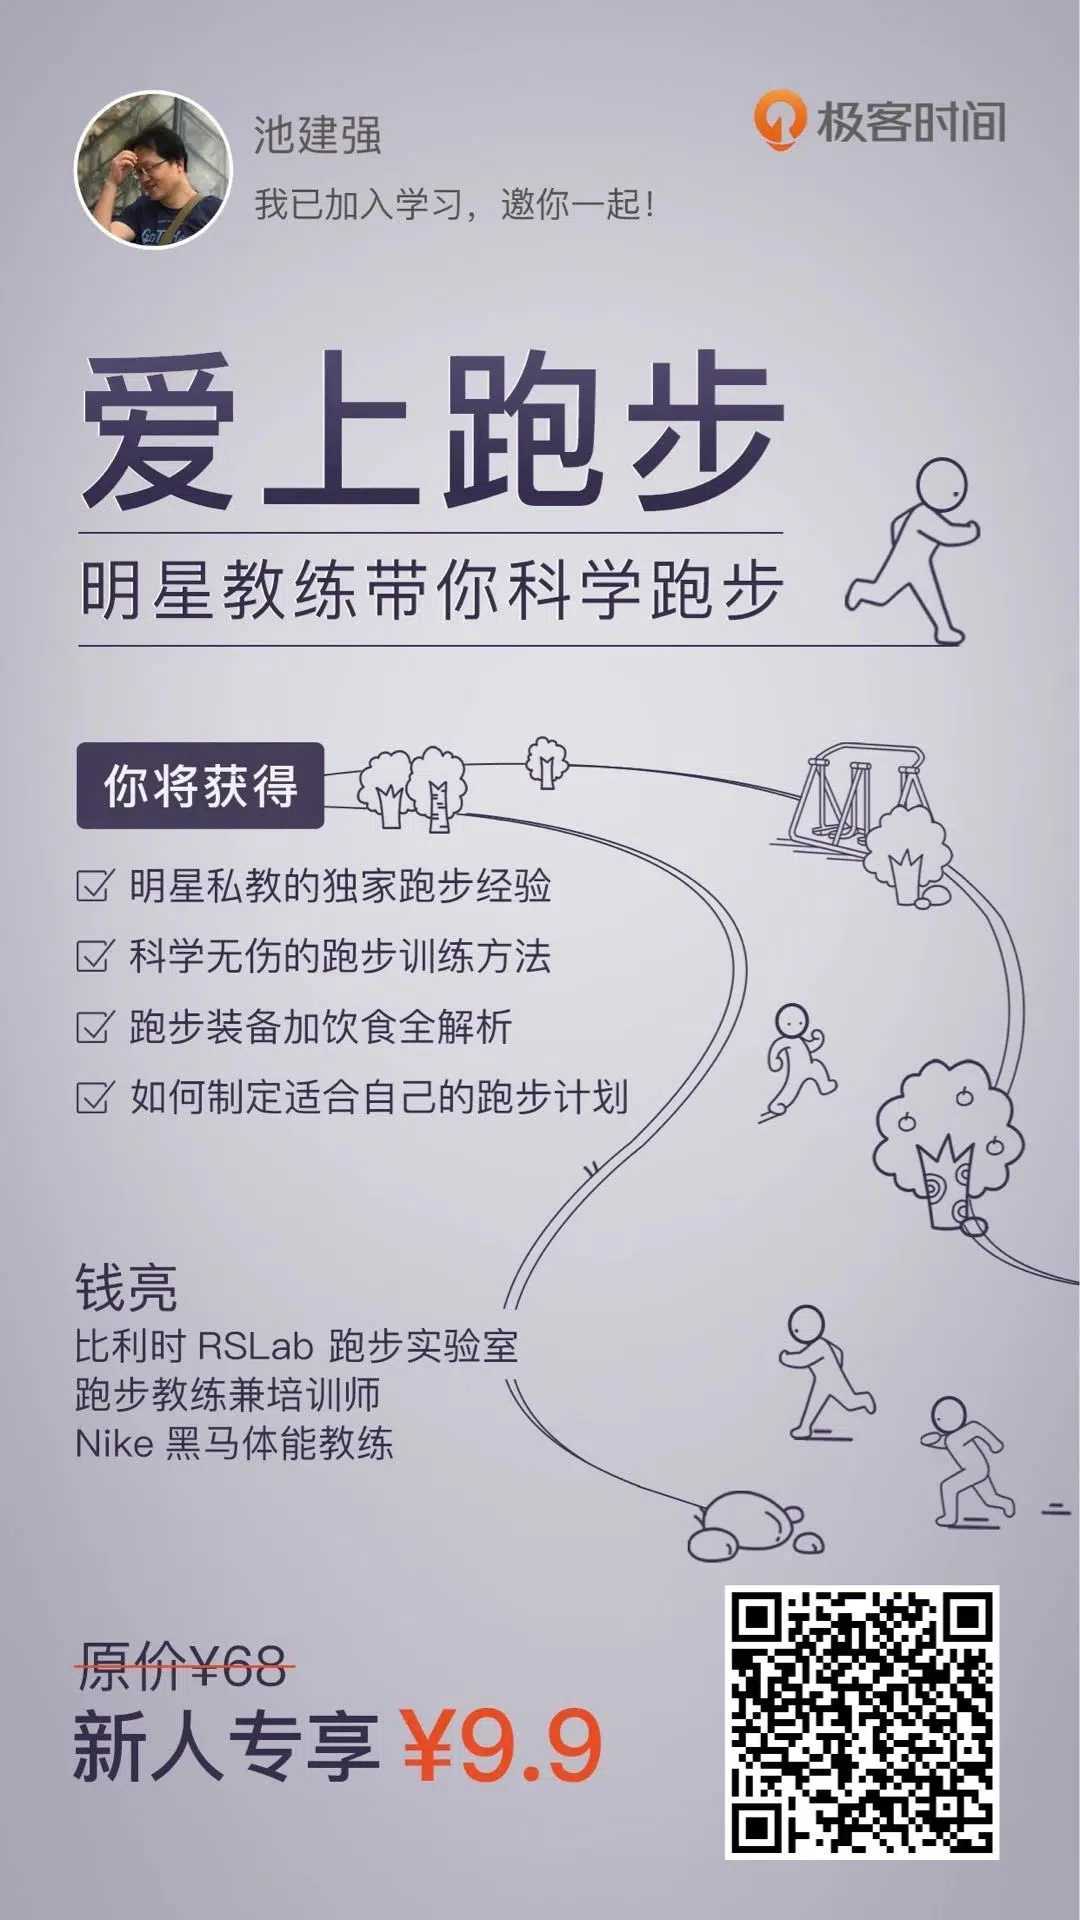 池建强
极客时间
我已加入学习，邀你一起！
爱上跑步
明星教练带你科学跑步
你将获得
明星私教的独家跑步经验
科学无伤的跑步训练方法
跑步装备加饮食全解析
如何制定适合自己的跑步计划
钱亮
比利时 RSLab 跑步实验室
跑步教练兼培训师
Nike 黑马体能教练
原价¥68
新人专享 ¥9.9